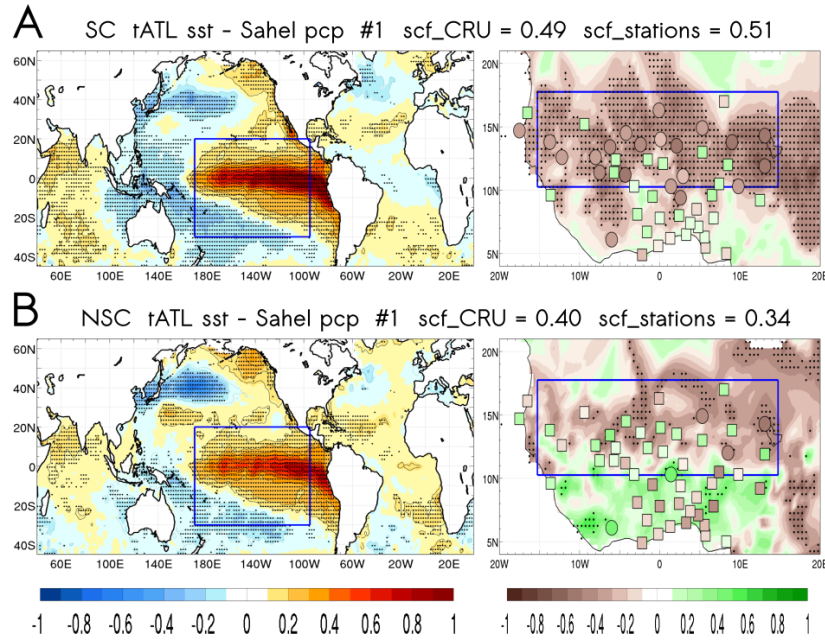 A
SC tATL sst - Sahel pcp #1 scf_CRU = 0.49 scf_stations = 0.51
60N
40N
20N
0
20S
40S
60E 100E 140E 180E 140W 100W 60W 20W 20E
20N
15N
10N
5N
20W 10W 0 10E 20E
B
NSC tATL sst - Sahel pcp #1 scf_CRU = 0.40 scf_stations = 0.34
60N
40N
20N
0
20S
40S
60E 100E 140E 180E 140W 100W 60W 20W 20E
20N
15N
10N
5N
20W 10W 0 10E 20E
-1 -0.8 -0.6 -0.4 -0.2 0 0.2 0.4 0.6 0.8 1
-1 -0.8 -0.6 -0.4 -0.2 0 0.2 0.4 0.6 0.8 1